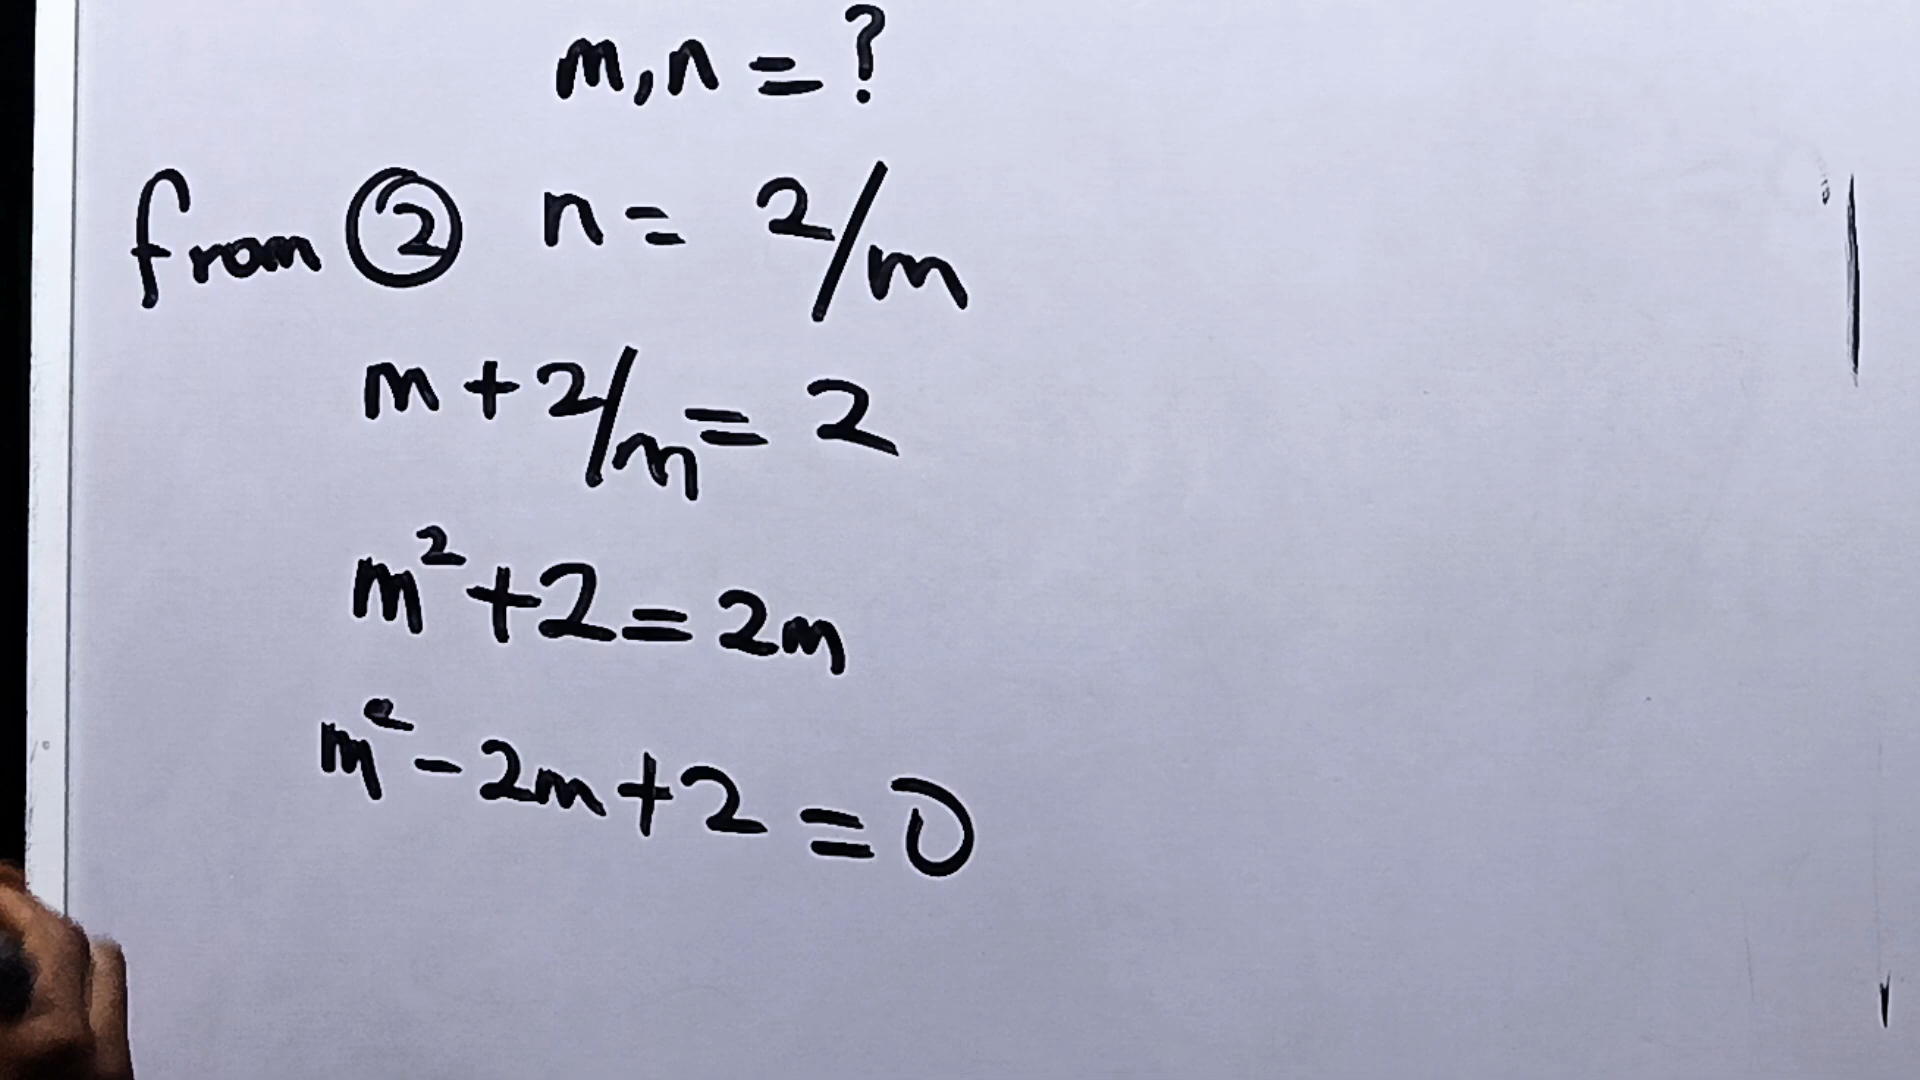 m,n = ?
from ② n = 2/m
m + 2/m = 2
m² + 2 = 2m
m² - 2m + 2 = 0